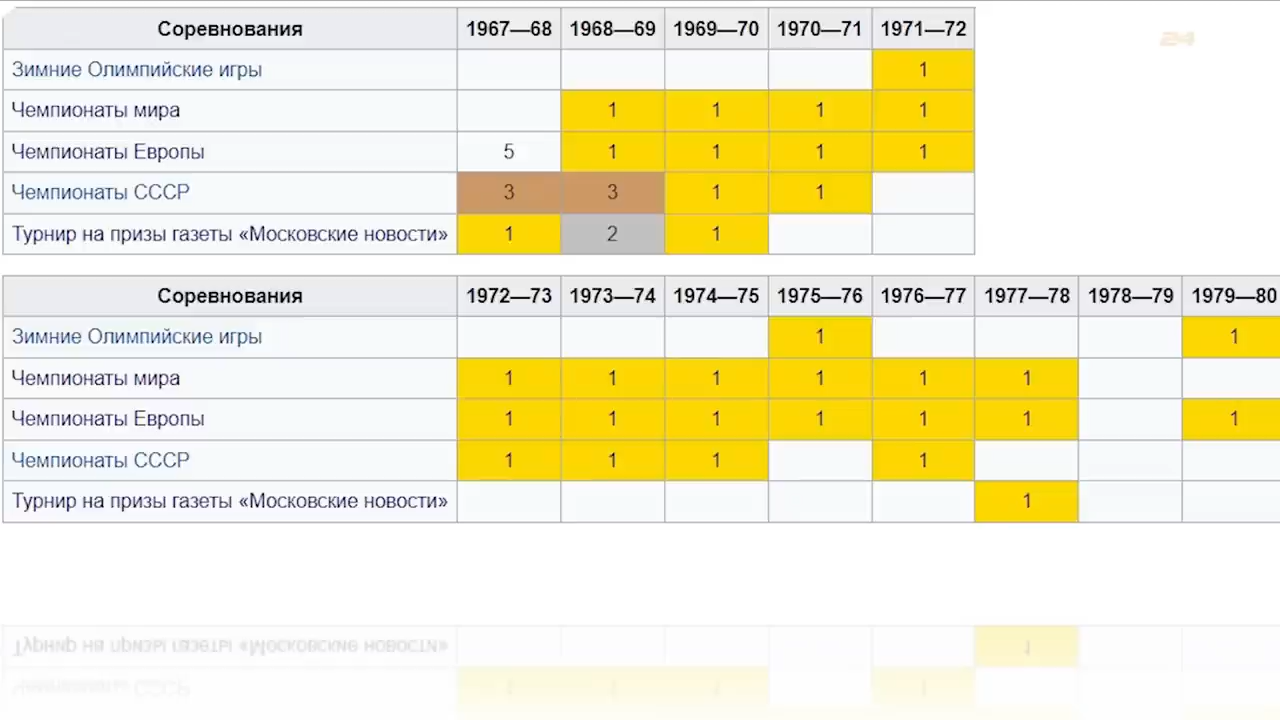 Соревнования 1967—68 1968—69 1969—70 1970—71 1971—72
Зимние Олимпийские игры 1
Чемпионаты мира 1 1 1 1
Чемпионаты Европы 5 1 1 1 1
Чемпионаты СССР 3 3 1 1
Турнир на призы газеты «Московские новости» 1 2 1
Соревнования 1972—73 1973—74 1974—75 1975—76 1976—77 1977—78 1978—79 1979—80
Зимние Олимпийские игры 1 1
Чемпионаты мира 1 1 1 1 1 1
Чемпионаты Европы 1 1 1 1 1 1 1
Чемпионаты СССР 1 1 1 1
Турнир на призы газеты «Московские новости» 1
24